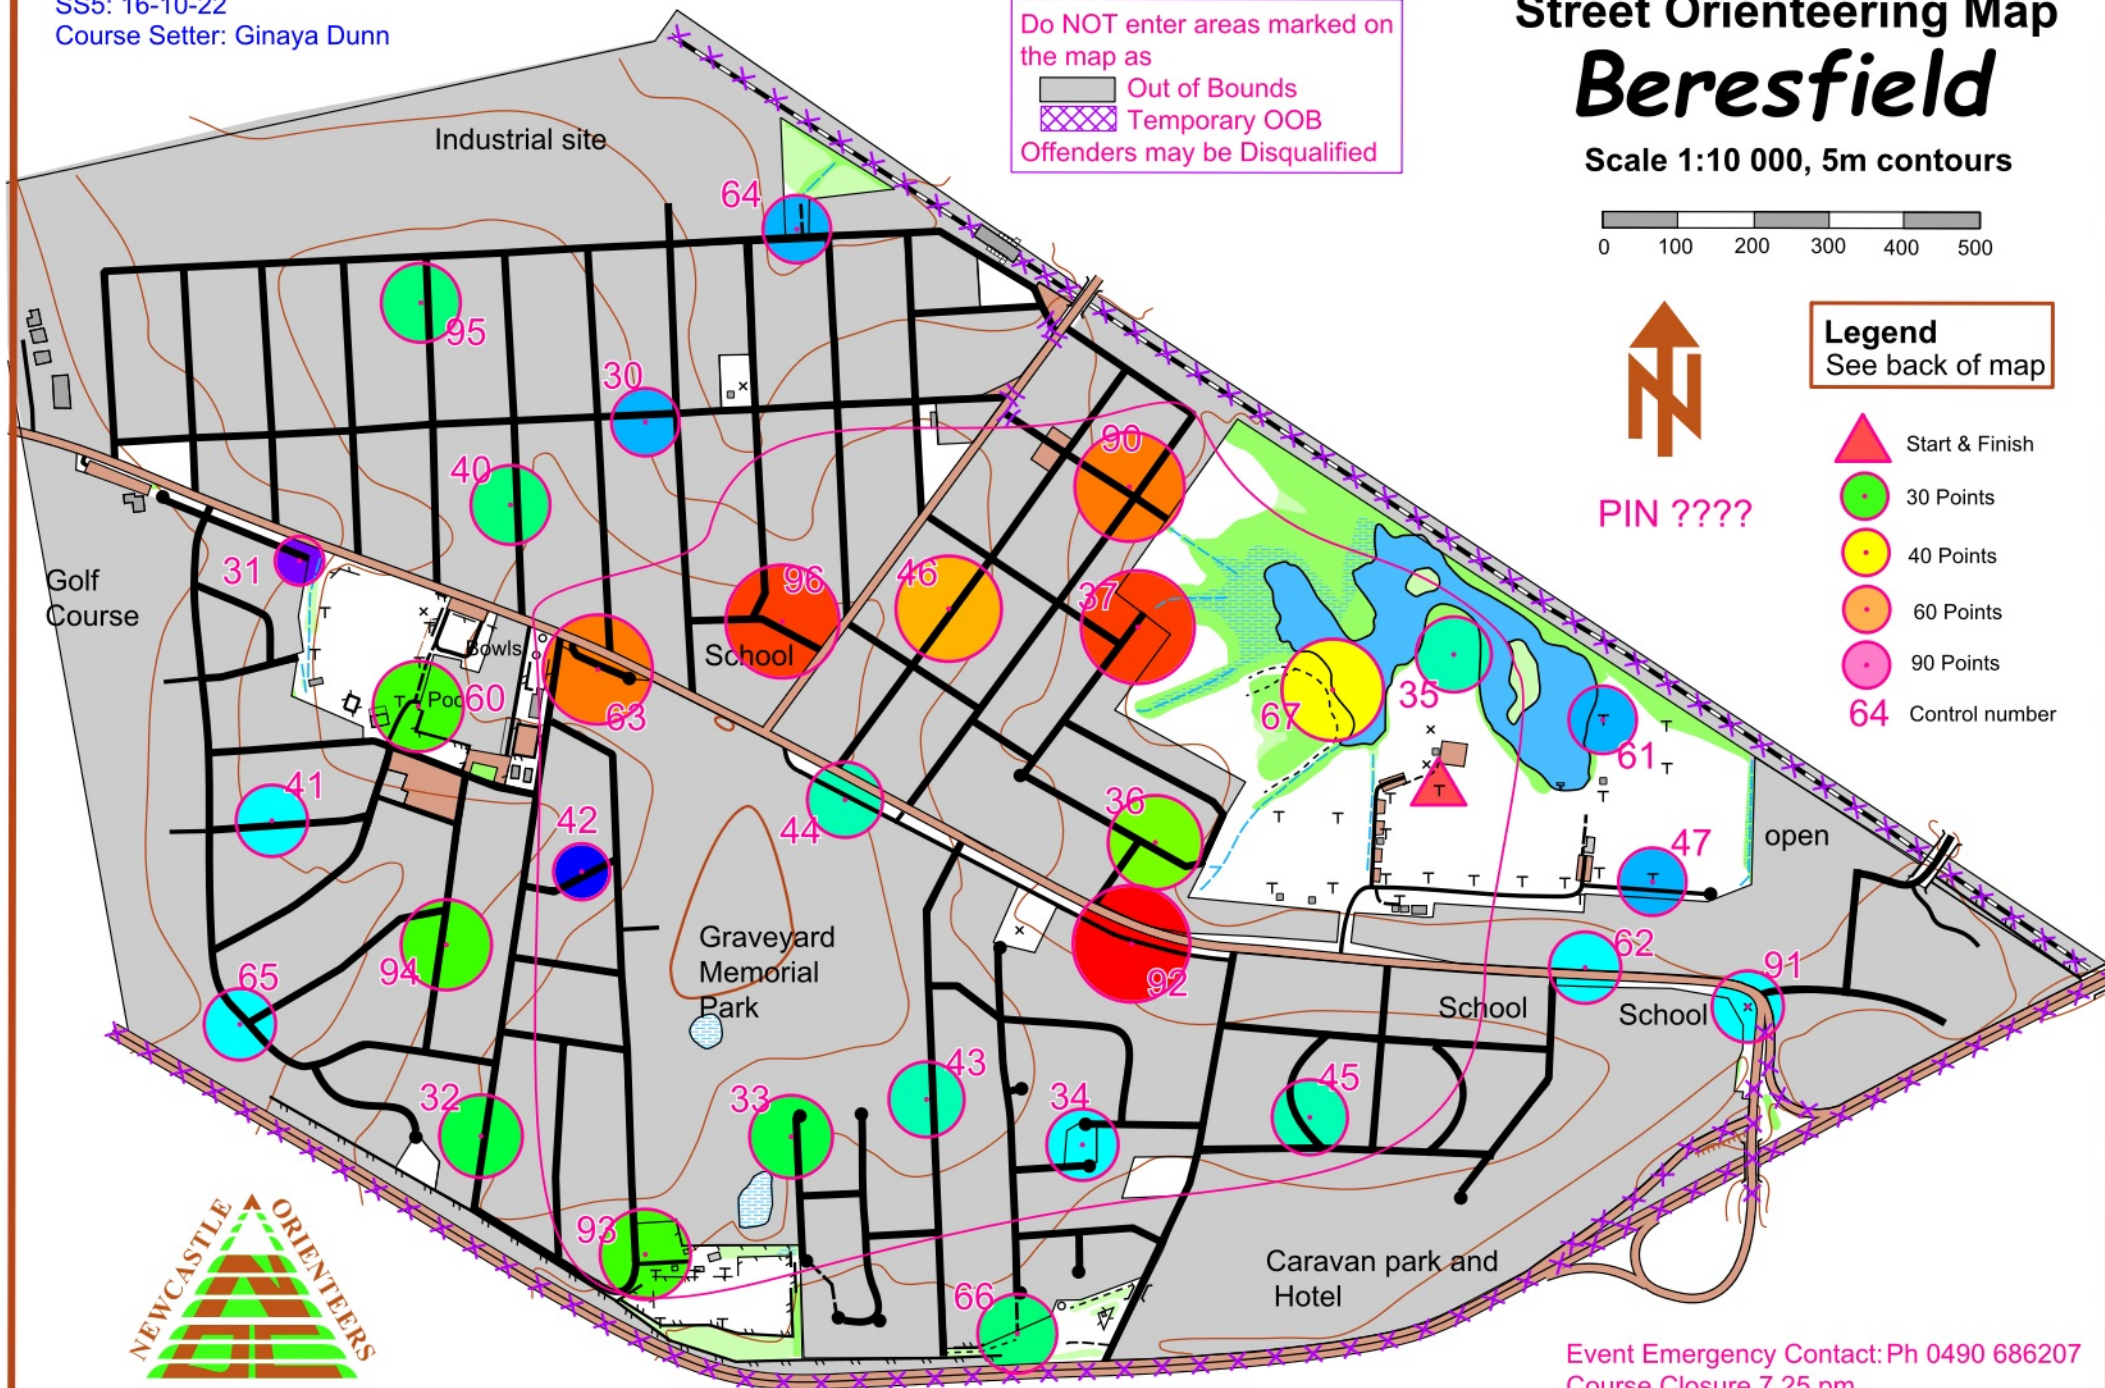 SS5: 16-10-22
Course Setter: Ginaya Dunn
Do NOT enter areas marked on
the map as
Out of Bounds
Temporary OOB
Offenders may be Disqualified
Street Orienteering Map
Beresfield
Scale 1:10 000, 5m contours
0 100 200 300 400 500
N
Legend
See back of map
PIN ????
Start & Finish
30 Points
40 Points
60 Points
90 Points
64 Control number
Industrial site
64
95
30
40
90
31
Golf
Course
96
46
37
School
Bowls
Poo
60
63
67
35
61
41
42
44
36
47
open
94
65
Graveyard
Memorial
Park
92
62
91
School
School
32
33
43
34
45
93
66
Caravan park and
Hotel
NEWCASTLE
ORIENTEERS
Event Emergency Contact: Ph 0490 686207
Course Closure 7.25 pm